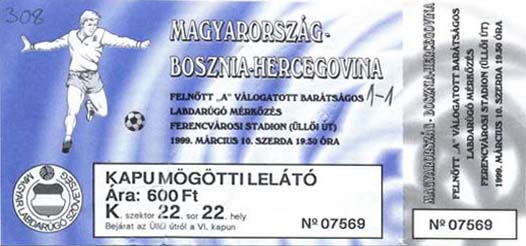 308
MAGYARORSZÁG-
BOSZNIA-HERCEGOVINA
FELNŐTT „A” VÁLOGATOTT BARÁTSÁGOS
1-1
LABDARÚGÓ MÉRKŐZÉS
FERENCVÁROSI STADION (ÜLLŐI ÚT)
1999. MÁRCIUS 10. SZERDA 19.30 ÓRA
MAGYAR LABDARÚGÓ SZÖVETSÉG
KAPU MÖGÖTTI LELÁTÓ
Ára: 600 Ft
K. szektor 22. sor 22. hely
Bejárat az Üllői útról a VI. kapun
Nº 07569
MAGYARORSZÁG - BOSZNIA-HERCEGOVINA
FELNŐTT „A” VÁLOGATOTT BARÁTSÁGOS
LABDARÚGÓ MÉRKŐZÉS
FERENCVÁROSI STADION (ÜLLŐI ÚT)
1999. MÁRCIUS 10. SZERDA 19.30 ÓRA
Nº 07569